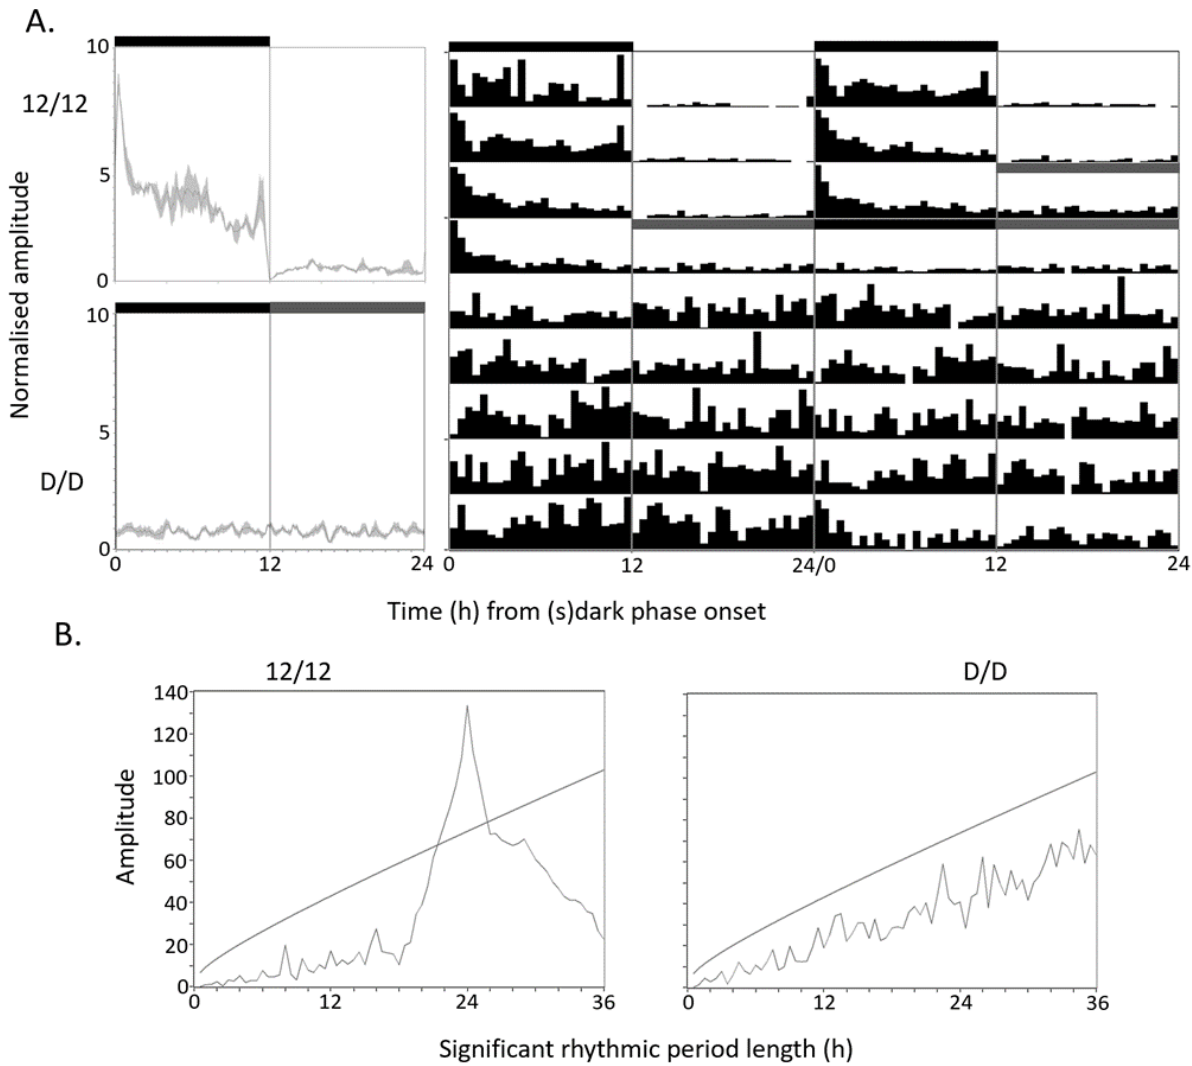 A.
10
12/12
5
0
Normalised amplitude
10
5
D/D
0
0 12 24 0 12 24/0 12 24
Time (h) from (s)dark phase onset
B.
12/12 D/D
140
120
100
80
60
40
20
0
Amplitude
0 12 24 36 0 12 24 36
Significant rhythmic period length (h)